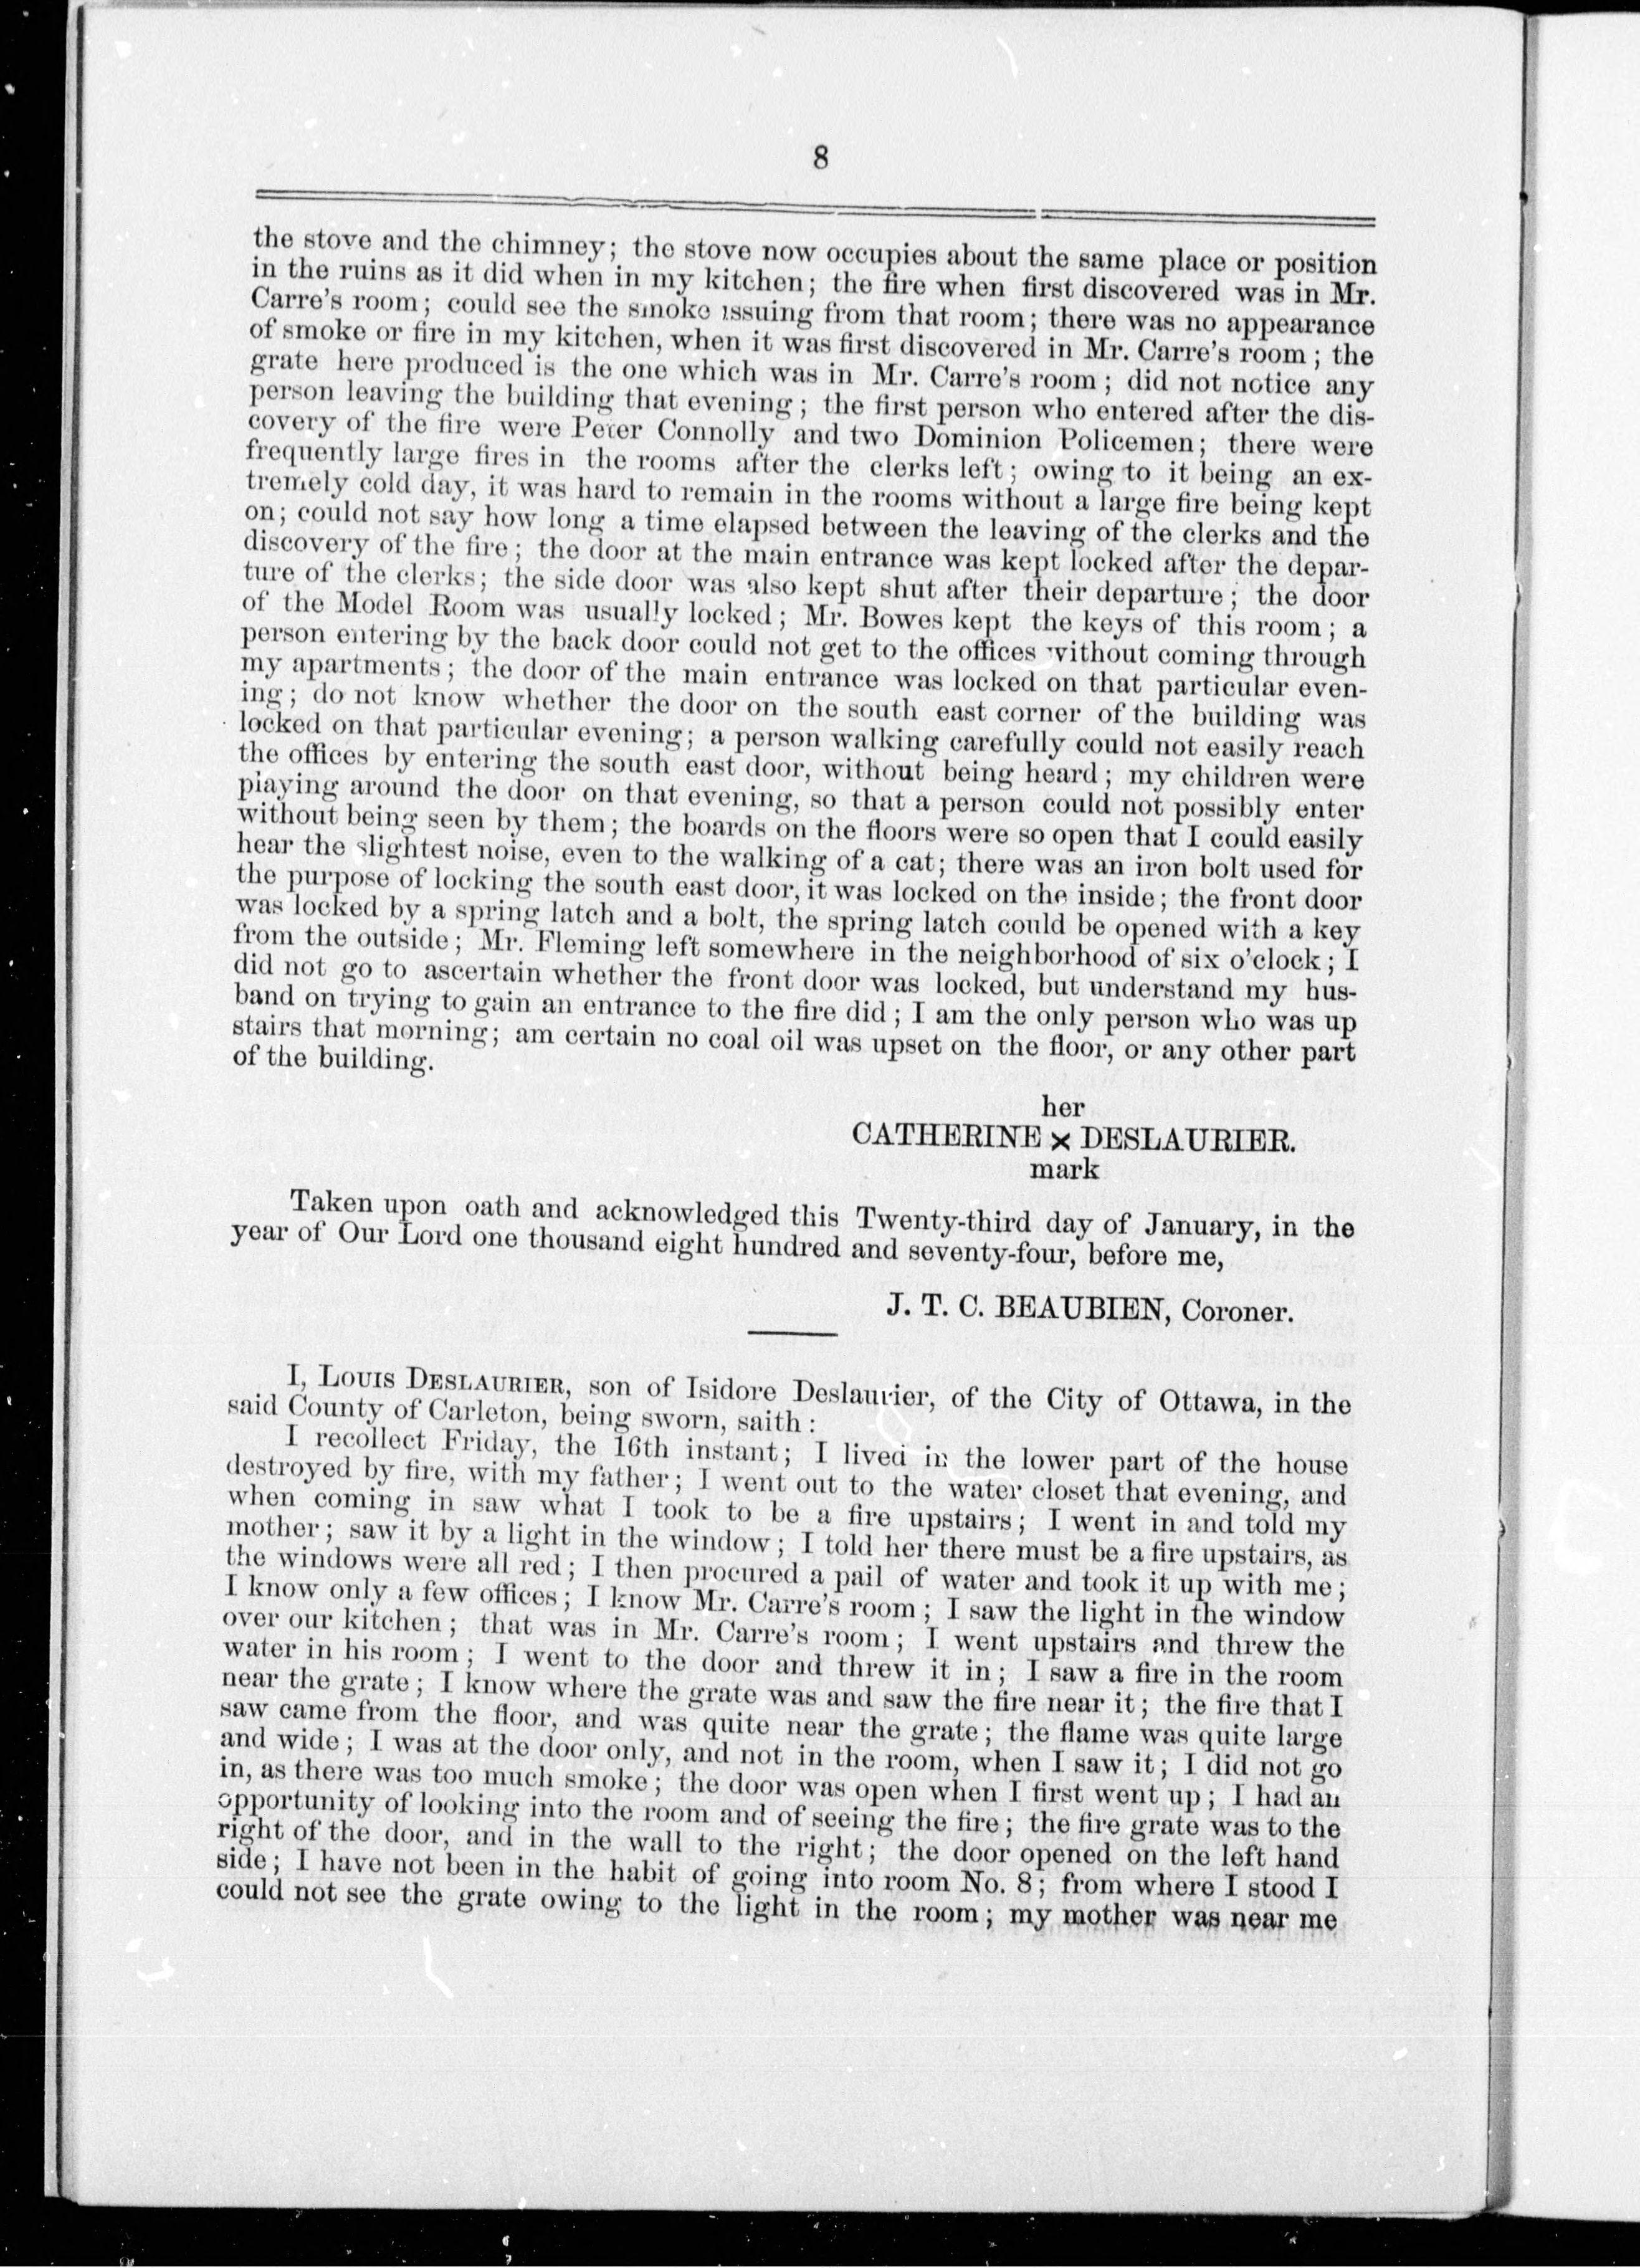 8
the stove and the chimney; the stove now occupies about the same place or position
in the ruins as it did when in my kitchen; the fire when first discovered was in Mr.
Carre's room; could see the smoke issuing from that room; there was no appearance
of smoke or fire in my kitchen, when it was first discovered in Mr. Carre's room; the
grate here produced is the one which was in Mr. Carre's room; did not notice any
person leaving the building that evening; the first person who entered after the dis-
covery of the fire were Peter Connolly and two Dominion Policemen; there were
frequently large fires in the rooms after the clerks left; owing to it being an ex-
tremely cold day, it was hard to remain in the rooms without a large fire being kept
on; could not say how long a time elapsed between the leaving of the clerks and the
discovery of the fire; the door at the main entrance was kept locked after the depar-
ture of the clerks; the side door was also kept shut after their departure; the door
of the Model Room was usually locked; Mr. Bowes kept the keys of this room; a
person entering by the back door could not get to the offices without coming through
my apartments; the door of the main entrance was locked on that particular even-
ing; do not know whether the door on the south east corner of the building was
locked on that particular evening; a person walking carefully could not easily reach
the offices by entering the south east door, without being heard; my children were
playing around the door on that evening, so that a person could not possibly enter
without being seen by them; the boards on the floors were so open that I could easily
hear the slightest noise, even to the walking of a cat; there was an iron bolt used for
the purpose of locking the south east door, it was locked on the inside; the front door
was locked by a spring latch and a bolt, the spring latch could be opened with a key
from the outside; Mr. Fleming left somewhere in the neighborhood of six o'clock; I
did not go to ascertain whether the front door was locked, but understand my hus-
band on trying to gain an entrance to the fire did; I am the only person who was up
stairs that morning; am certain no coal oil was upset on the floor, or any other part
of the building.
her
CATHERINE x DESLAURIER.
mark
Taken upon oath and acknowledged this Twenty-third day of January, in the
year of Our Lord one thousand eight hundred and seventy-four, before me,
J. T. C. BEAUBIEN, Coroner.
I, LOUIS DESLAURIER, son of Isidore Deslaurier, of the City of Ottawa, in the
said County of Carleton, being sworn, saith:
I recollect Friday, the 16th instant; I lived in the lower part of the house
destroyed by fire, with my father; I went out to the water closet that evening, and
when coming in saw what I took to be a fire upstairs; I went in and told my
mother; saw it by a light in the window; I told her there must be a fire upstairs, as
the windows were all red; I then procured a pail of water and took it up with me;
I know only a few offices; I know Mr. Carre's room; I saw the light in the window
over our kitchen; that was in Mr. Carre's room; I went upstairs and threw the
water in his room; I went to the door and threw it in; I saw a fire in the room
near the grate; I know where the grate was and saw the fire near it; the fire that I
saw came from the floor, and was quite near the grate; the flame was quite large
and wide; I was at the door only, and not in the room, when I saw it; I did not go
in, as there was too much smoke; the door was open when I first went up; I had an
opportunity of looking into the room and of seeing the fire; the fire grate was to the
right of the door, and in the wall to the right; the door opened on the left hand
side; I have not been in the habit of going into room No. 8; from where I stood I
could not see the grate owing to the light in the room; my mother was near me